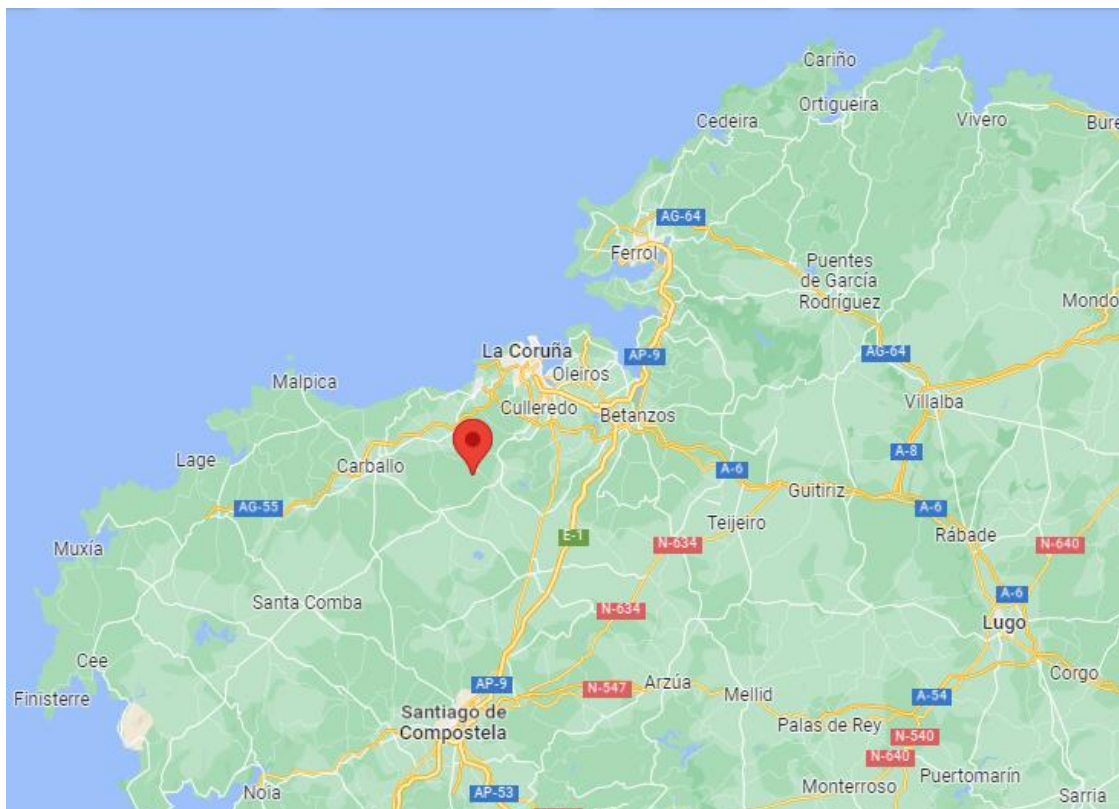 Cariño
Ortigueira
Cedeira
Vivero
Bure
AG-64
Ferrol
Puentes
de García
Rodríguez
Mondo
La Coruña
AP-9
AG-64
Oleiros
Malpica
Culleredo
Betanzos
Villalba
Lage
Carballo
A-8
A-6
Guitiriz
AG-55
A-6
Teijeiro
Rábade
Muxía
E-1
N-634
N-640
Santa Comba
N-634
A-6
Lugo
Cee
Finisterre
AP-9
N-547
Arzúa
Mellid
A-54
Corgo
Santiago de
Compostela
Palas de Rey
N-540
N-640
Puertomarín
Monterroso
Noia
AP-53
Sarria